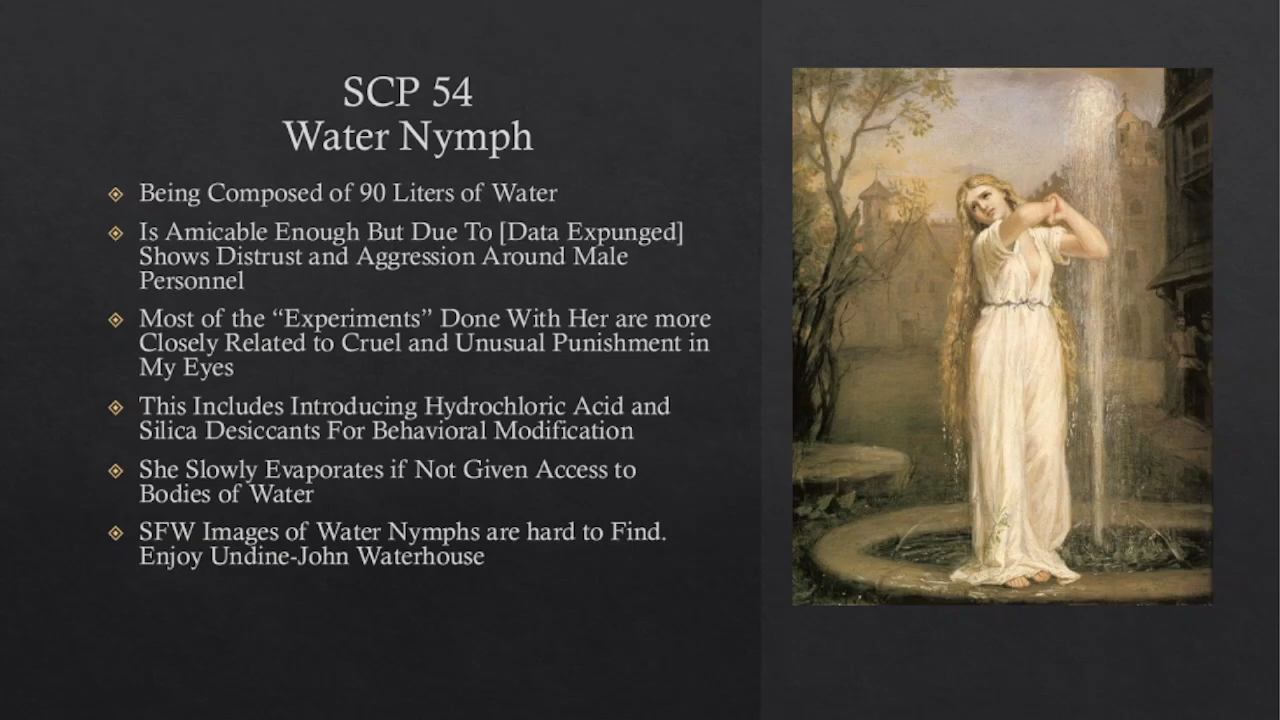 SCP 54
Water Nymph
Being Composed of 90 Liters of Water
Is Amicable Enough But Due To [Data Expunged]
Shows Distrust and Aggression Around Male
Personnel
Most of the “Experiments” Done With Her are more
Closely Related to Cruel and Unusual Punishment in
My Eyes
This Includes Introducing Hydrochloric Acid and
Silica Desiccants For Behavioral Modification
She Slowly Evaporates if Not Given Access to
Bodies of Water
SFW Images of Water Nymphs are hard to Find.
Enjoy Undine-John Waterhouse